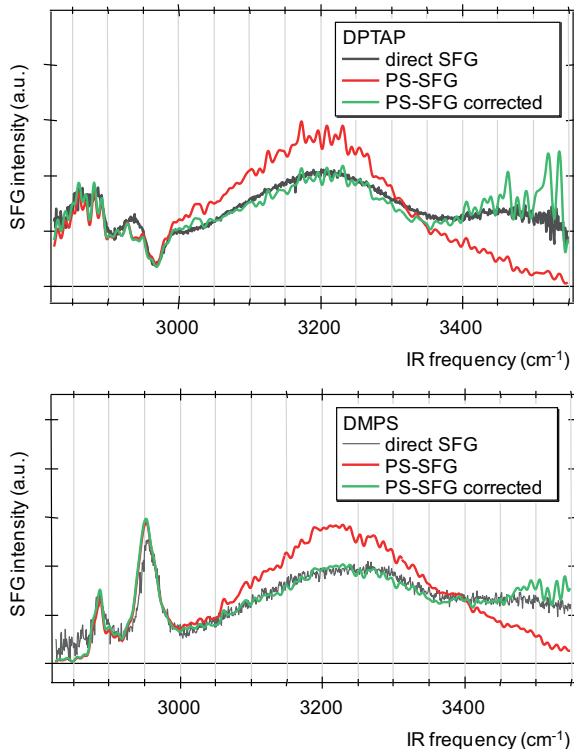 DPTAP
direct SFG
PS-SFG
PS-SFG corrected
SFG intensity (a.u.)
3000
3200
3400
IR frequency (cm⁻¹)
DMPS
direct SFG
PS-SFG
PS-SFG corrected
SFG intensity (a.u.)
3000
3200
3400
IR frequency (cm⁻¹)